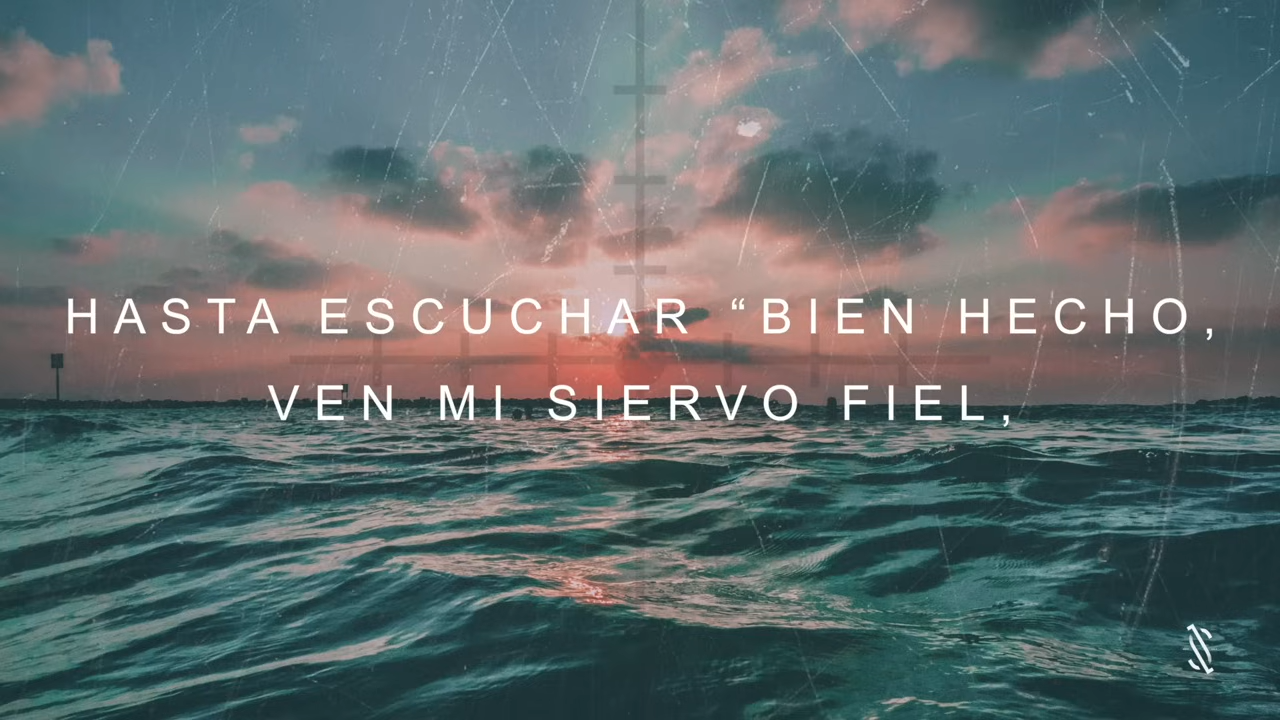 HASTA ESCUCHAR “BIEN HECHO,
VEN MI SIERVO FIEL,